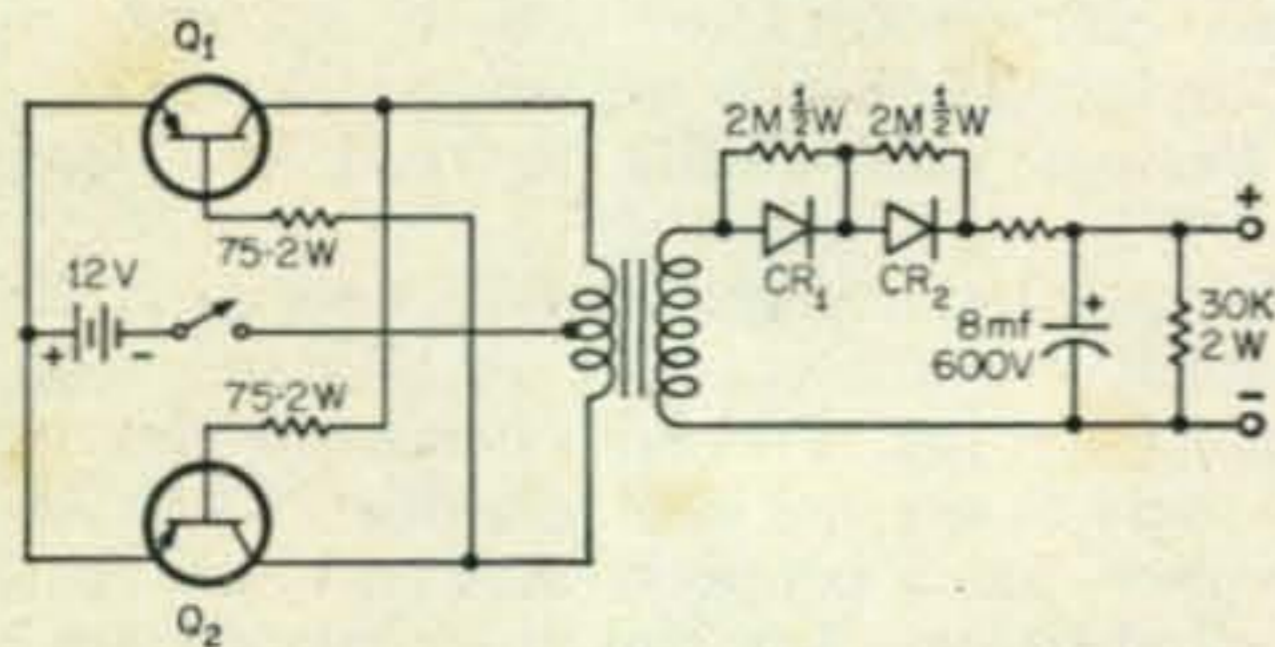 Q₁
2M ½W 2M ½W
+
75-2W
12V
CR₁ CR₂
+ -
+
8mf
600V
30K
2W
75-2W
-
Q₂